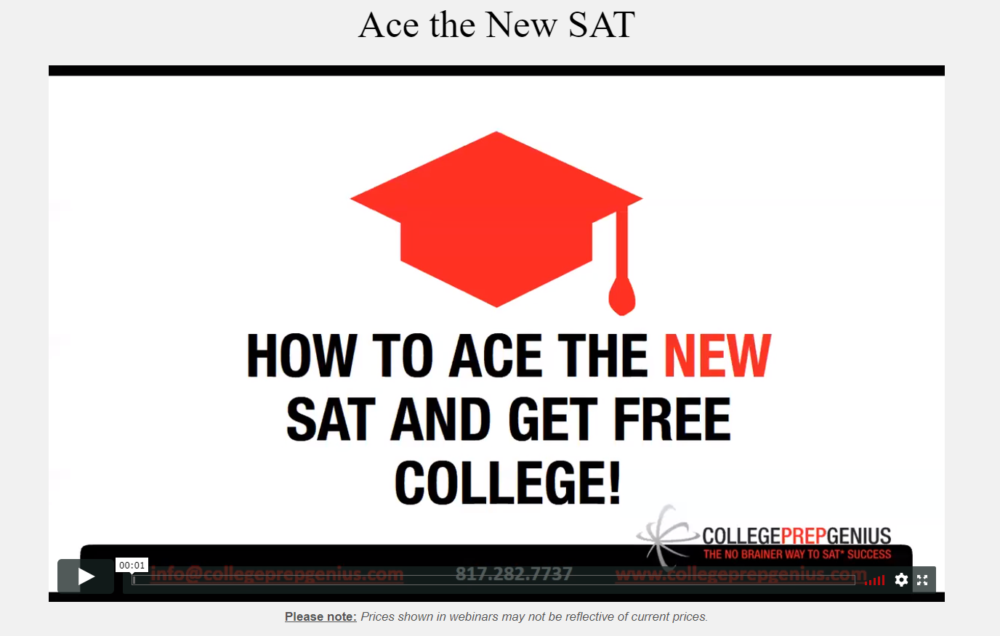 Ace the New SAT
HOW TO ACE THE NEW
SAT AND GET FREE
COLLEGE!
COLLEGEPREPGENIUS
THE NO BRAINER WAY TO SAT* SUCCESS
00:01
info@collegeprepgenius.com 817.282.7737 www.collegeprepgenius.com
Please note: Prices shown in webinars may not be reflective of current prices.